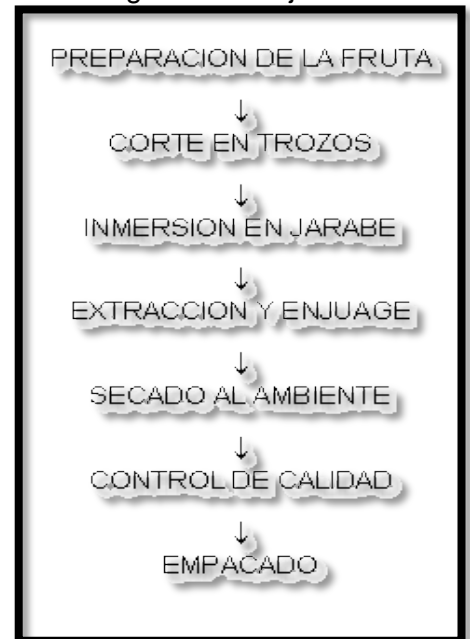 PREPARACION DE LA FRUTA
↓
CORTE EN TROZOS
↓
INMERSION EN JARABE
↓
EXTRACCION Y ENJUAGE
↓
SECADO AL AMBIENTE
↓
CONTROL DE CALIDAD
↓
EMPACADO